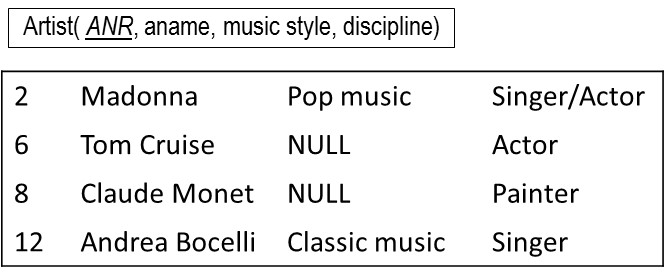 Artist( ANR, aname, music style, discipline)
2 Madonna Pop music Singer/Actor
6 Tom Cruise NULL Actor
8 Claude Monet NULL Painter
12 Andrea Bocelli Classic music Singer